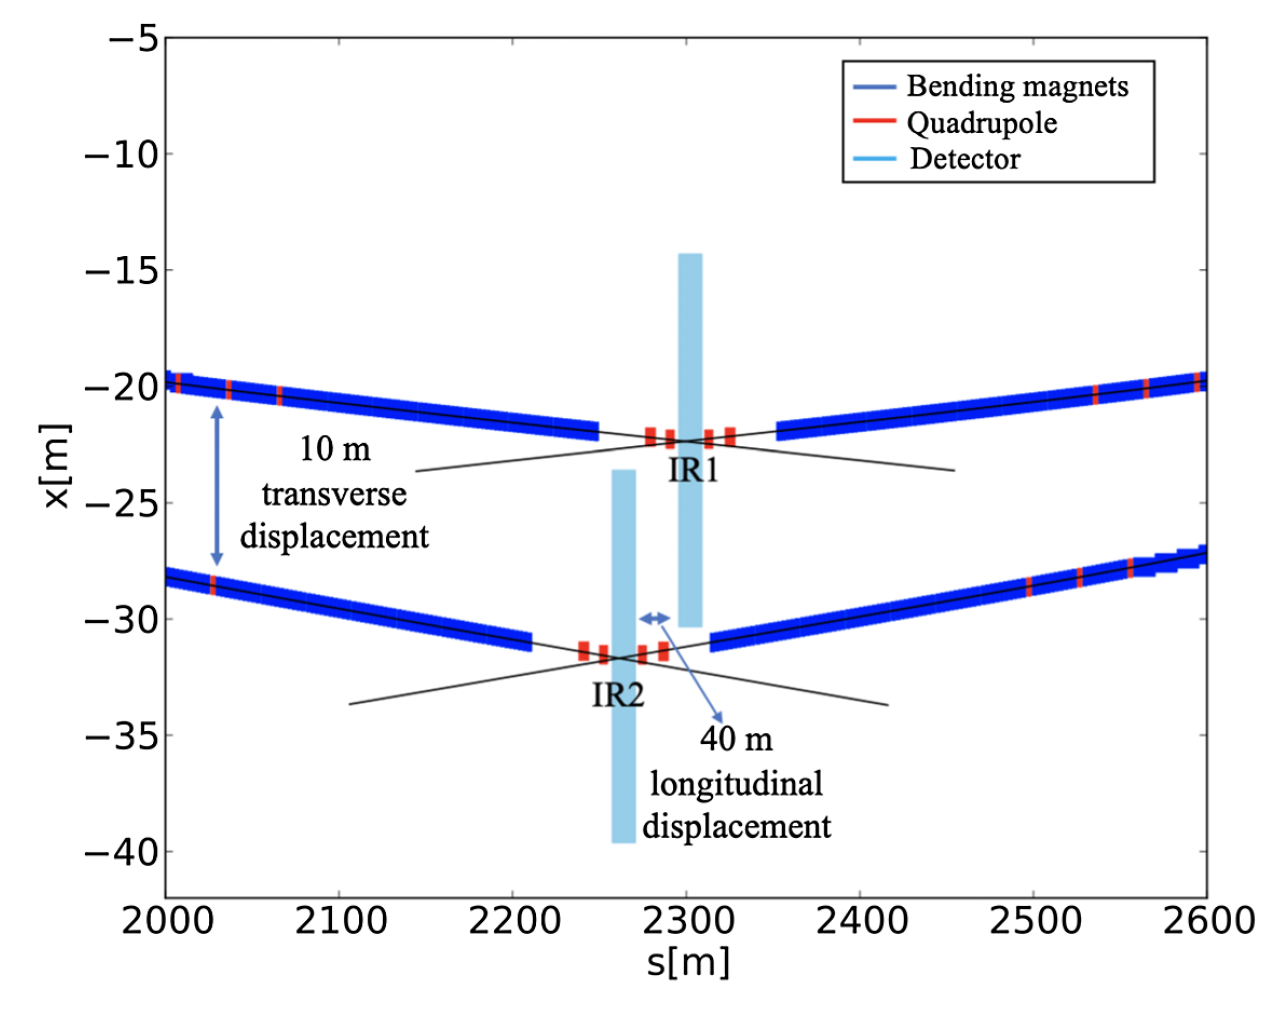 −5
−10
−15
−20
−25
−30
−35
−40
x[m]
Bending magnets
Quadrupole
Detector
10 m
transverse
displacement
IR1
IR2
40 m
longitudinal
displacement
2000 2100 2200 2300 2400 2500 2600
s[m]